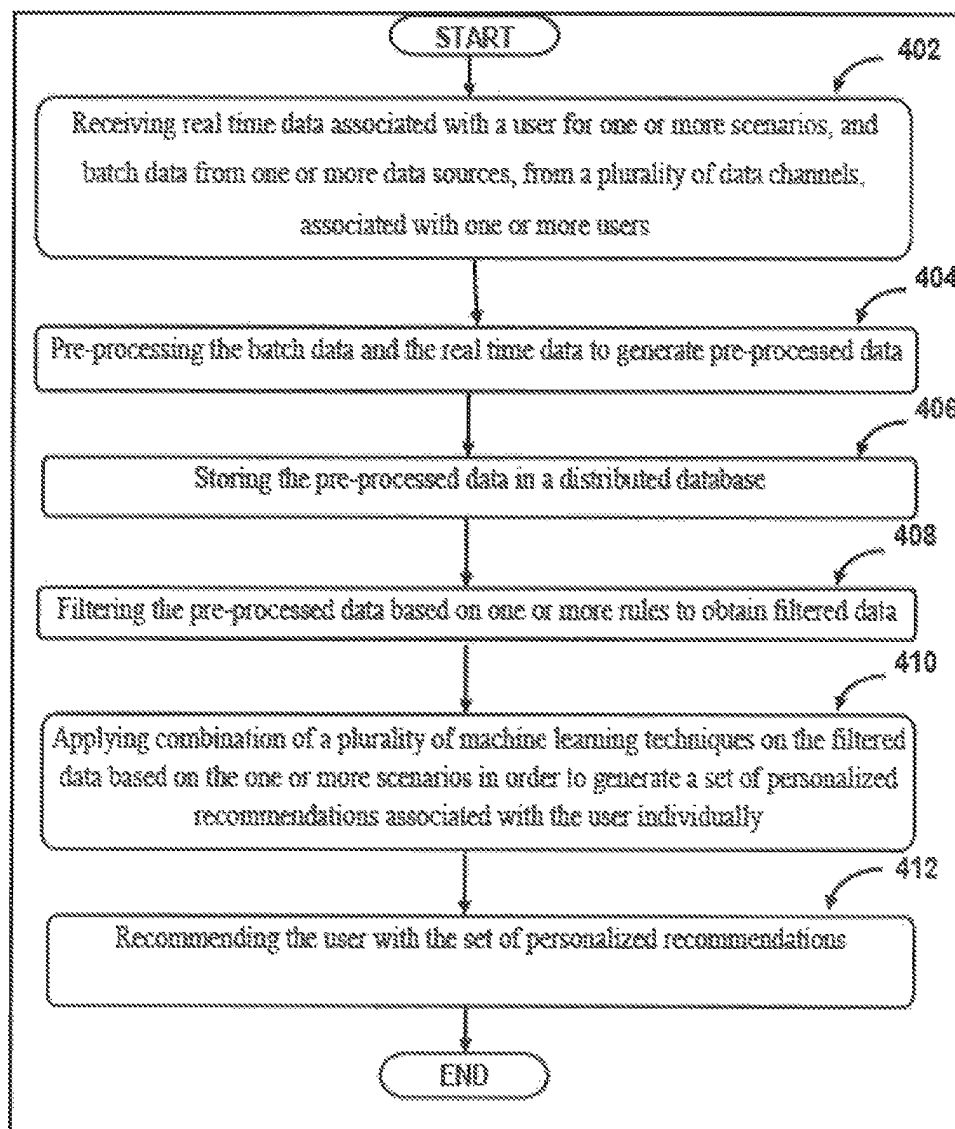 START
402
Receiving real time data associated with a user for one or more scenarios, and
batch data from one or more data sources, from a plurality of data channels,
associated with one or more users
404
Pre-processing the batch data and the real time data to generate pre-processed data
406
Storing the pre-processed data in a distributed database
408
Filtering the pre-processed data based on one or more rules to obtain filtered data
410
Applying combination of a plurality of machine learning techniques on the filtered
data based on the one or more scenarios in order to generate a set of personalized
recommendations associated with the user individually
412
Recommending the user with the set of personalized recommendations
END